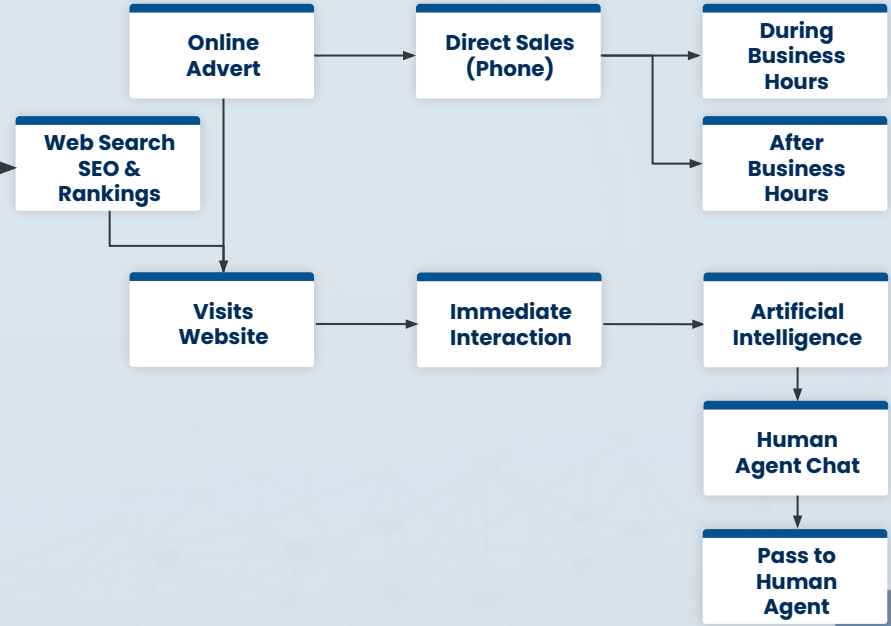 Online
Advert
Direct Sales
(Phone)
During
Business
Hours
Web Search
SEO &
Rankings
After
Business
Hours
Visits
Website
Immediate
Interaction
Artificial
Intelligence
Human
Agent Chat
Pass to
Human
Agent